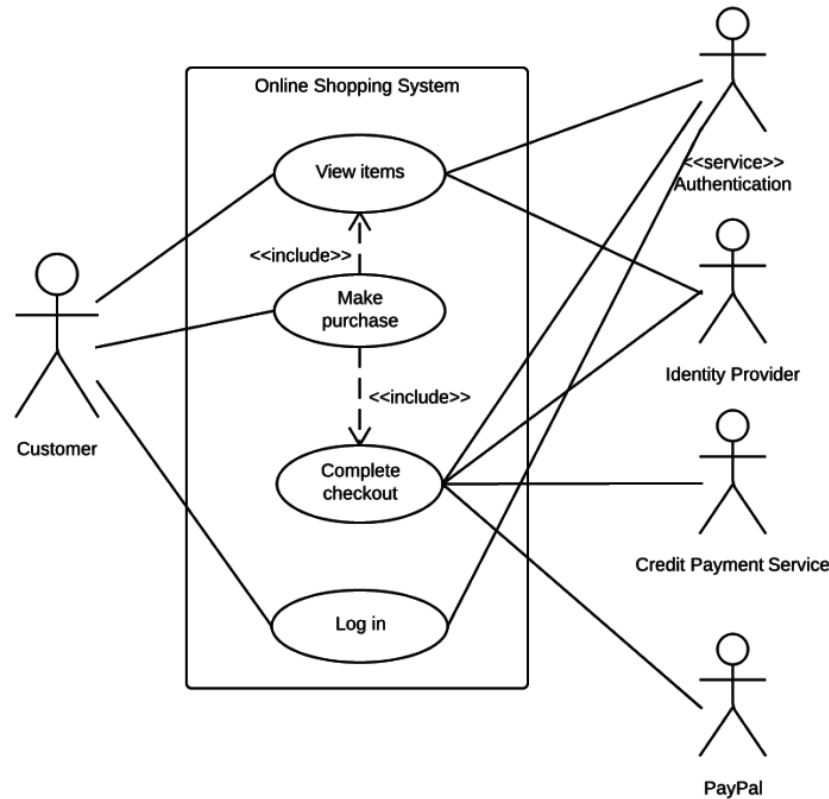 Online Shopping System
View items
<<service>>
Authentication
<<include>>
Make
purchase
Identity Provider
<<include>>
Customer
Complete
checkout
Credit Payment Service
Log in
PayPal